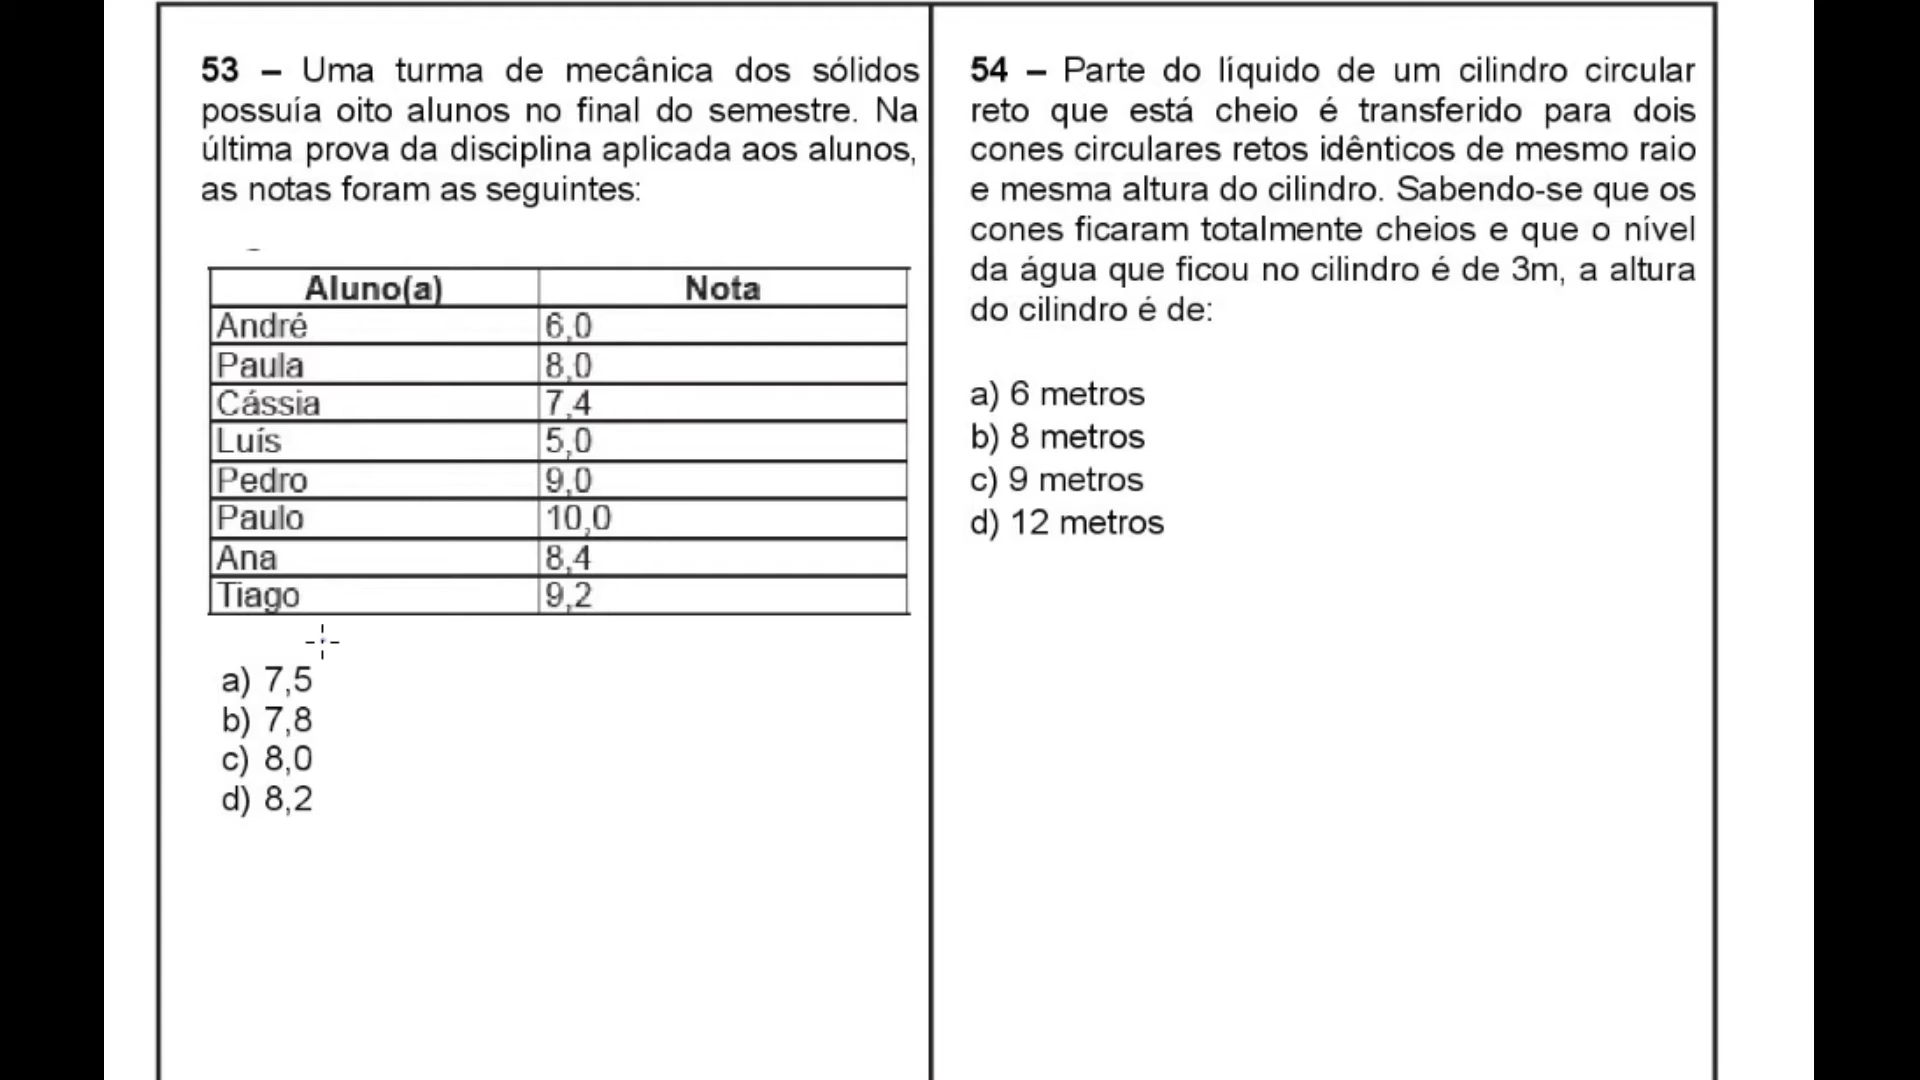 53 – Uma turma de mecânica dos sólidos
possuía oito alunos no final do semestre. Na
última prova da disciplina aplicada aos alunos,
as notas foram as seguintes:
Aluno(a) Nota
André 6,0
Paula 8,0
Cássia 7,4
Luís 5,0
Pedro 9,0
Paulo 10,0
Ana 8,4
Tiago 9,2
a) 7,5
b) 7,8
c) 8,0
d) 8,2
54 – Parte do líquido de um cilindro circular
reto que está cheio é transferido para dois
cones circulares retos idênticos de mesmo raio
e mesma altura do cilindro. Sabendo-se que os
cones ficaram totalmente cheios e que o nível
da água que ficou no cilindro é de 3m, a altura
do cilindro é de:
a) 6 metros
b) 8 metros
c) 9 metros
d) 12 metros